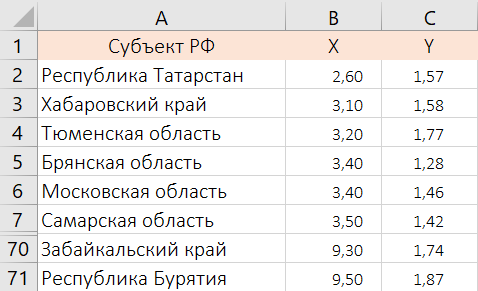 A B C
1 Субъект РФ X Y
2 Республика Татарстан 2,60 1,57
3 Хабаровский край 3,10 1,58
4 Тюменская область 3,20 1,77
5 Брянская область 3,40 1,28
6 Московская область 3,40 1,46
7 Самарская область 3,50 1,42
70 Забайкальский край 9,30 1,74
71 Республика Бурятия 9,50 1,87